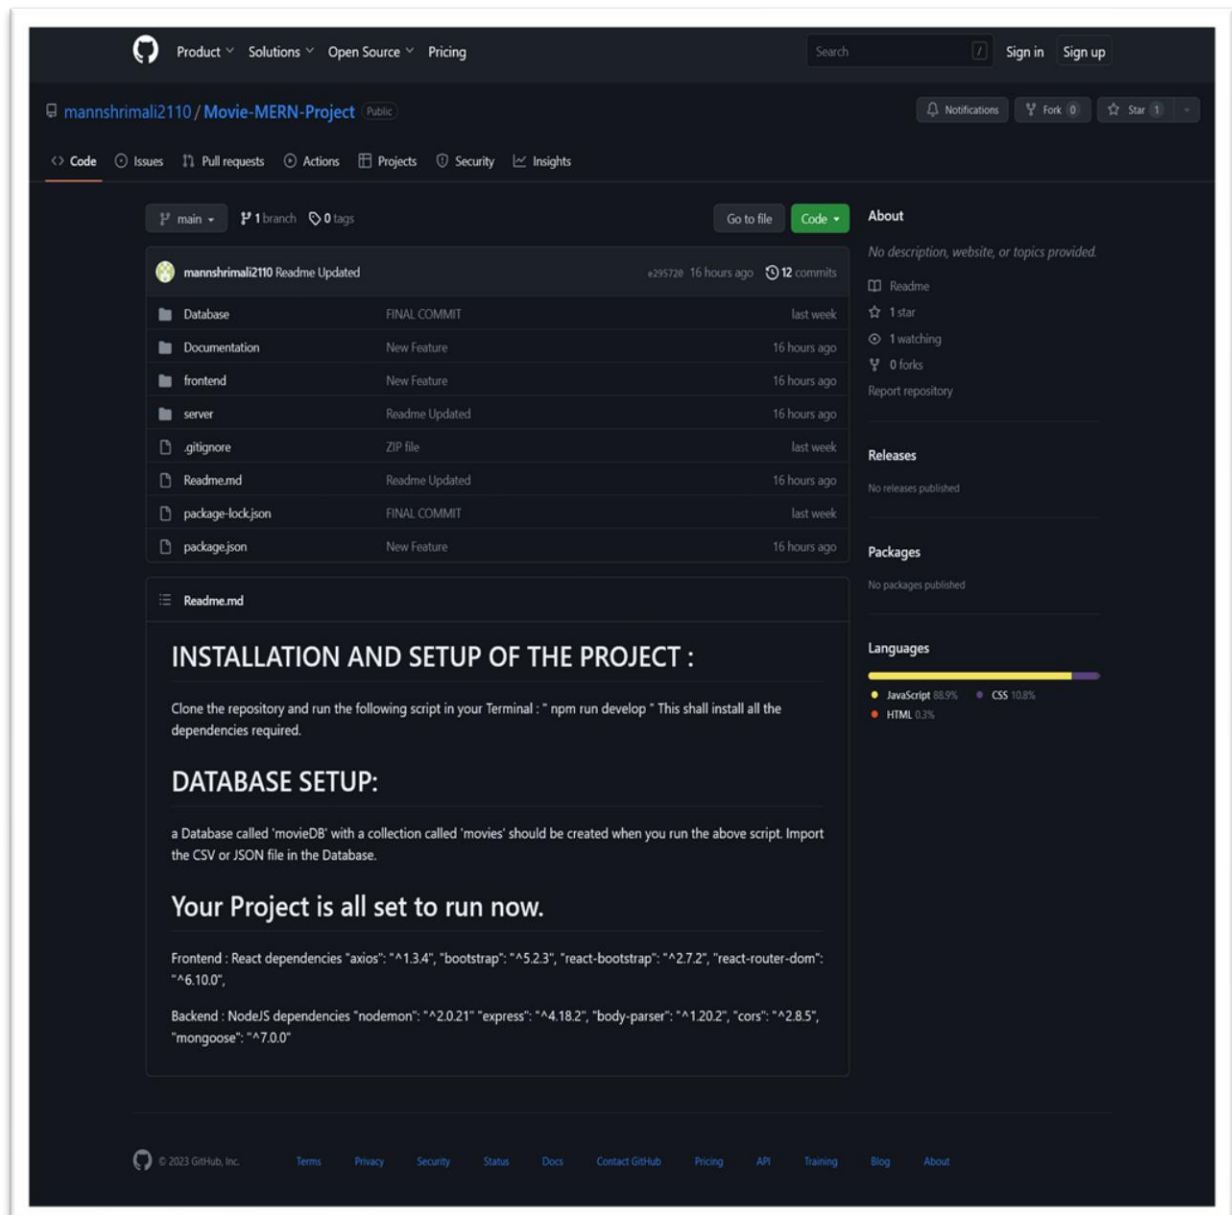 Product Solutions Open Source Pricing Search / Sign in Sign up
mannshrimali2110 / Movie-MERN-Project Public Notifications Fork 0 Star 1
Code Issues Pull requests Actions Projects Security Insights
main 1 branch 0 tags Go to file Code
mannshrimali2110 Readme Updated e295720 16 hours ago 12 commits
Database FINAL COMMIT last week
Documentation New Feature 16 hours ago
frontend New Feature 16 hours ago
server Readme Updated 16 hours ago
.gitignore ZIP file last week
Readme.md Readme Updated 16 hours ago
package-lock.json FINAL COMMIT last week
package.json New Feature 16 hours ago
Readme.md
INSTALLATION AND SETUP OF THE PROJECT :
Clone the repository and run the following script in your Terminal : " npm run develop " This shall install all the
dependencies required.
DATABASE SETUP:
a Database called 'movieDB' with a collection called 'movies' should be created when you run the above script. Import
the CSV or JSON file in the Database.
Your Project is all set to run now.
Frontend : React dependencies "axios": "^1.3.4", "bootstrap": "^5.2.3", "react-bootstrap": "^2.7.2", "react-router-dom":
"^6.10.0",
Backend : NodeJS dependencies "nodemon": "^2.0.21" "express": "^4.18.2", "body-parser": "^1.20.2", "cors": "^2.8.5",
"mongoose": "^7.0.0"
About
No description, website, or topics provided.
Readme
1 star
1 watching
0 forks
Report repository
Releases
No releases published
Packages
No packages published
Languages
JavaScript 88.9% CSS 10.8%
HTML 0.3%
© 2023 GitHub, Inc. Terms Privacy Security Status Docs Contact GitHub Pricing API Training Blog About